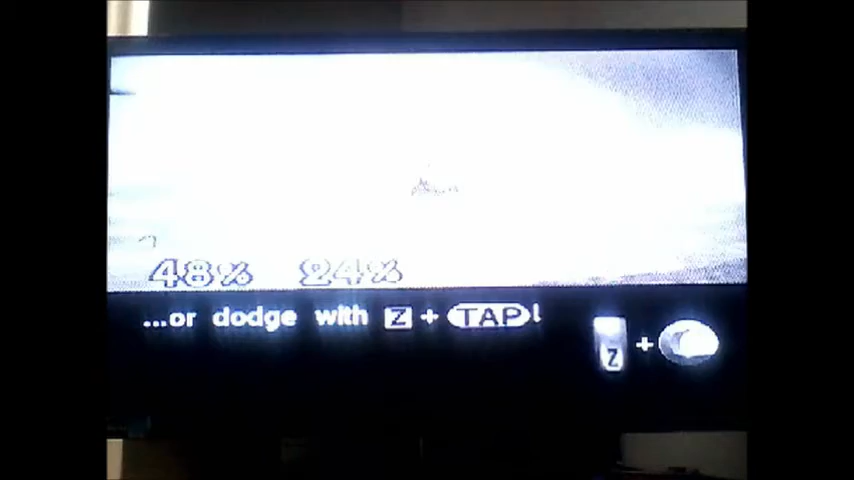 48% 24%
...or dodge with Z + TAP!
Z +